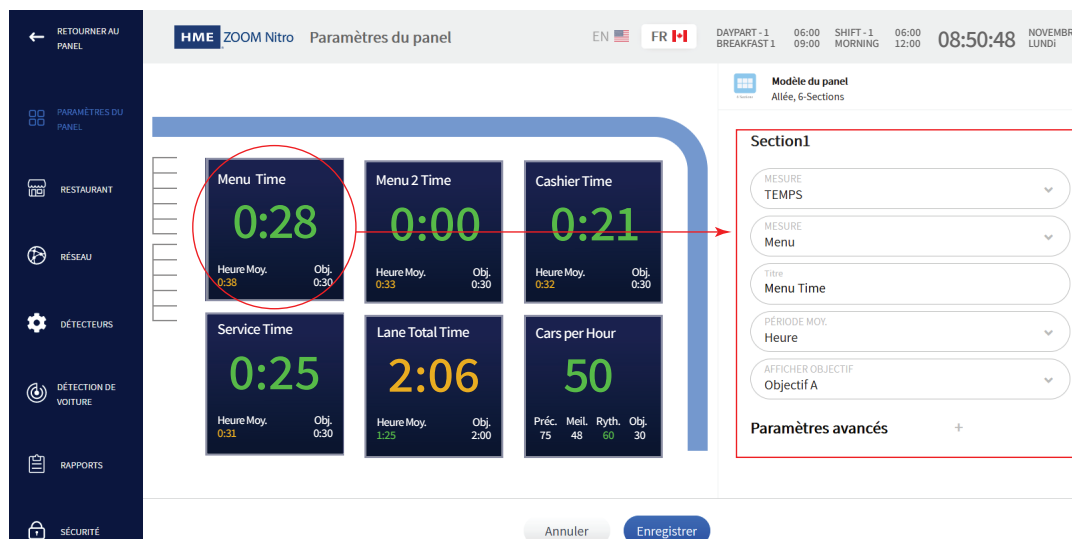 RETOURNER AU
PANEL
HME ZOOM Nitro Paramètres du panel
EN FR
DAYPART - 1 06:00 SHIFT - 1 06:00
BREAKFAST 1 09:00 MORNING 12:00
08:50:48
NOVEMBR
LUNDi
PARAMÈTRES DU
PANEL
RESTAURANT
RÉSEAU
DÉTECTEURS
DÉTECTION DE
VOITURE
RAPPORTS
SÉCURITÉ
Menu Time
0:28
Heure Moy. Obj.
0:38 0:30
Menu 2 Time
0:00
Heure Moy. Obj.
0:33 0:30
Cashier Time
0:21
Heure Moy. Obj.
0:32 0:30
Service Time
0:25
Heure Moy. Obj.
0:31 0:30
Lane Total Time
2:06
Heure Moy. Obj.
1:25 2:00
Cars per Hour
50
Préc. Meil. Ryth. Obj.
75 48 60 30
Modèle du panel
Allée, 6-Sections
Section1
MESURE
TEMPS
MESURE
Menu
Titre
Menu Time
PÉRIODE MOY.
Heure
AFFICHER OBJECTIF
Objectif A
Paramètres avancés +
Annuler Enregistrer